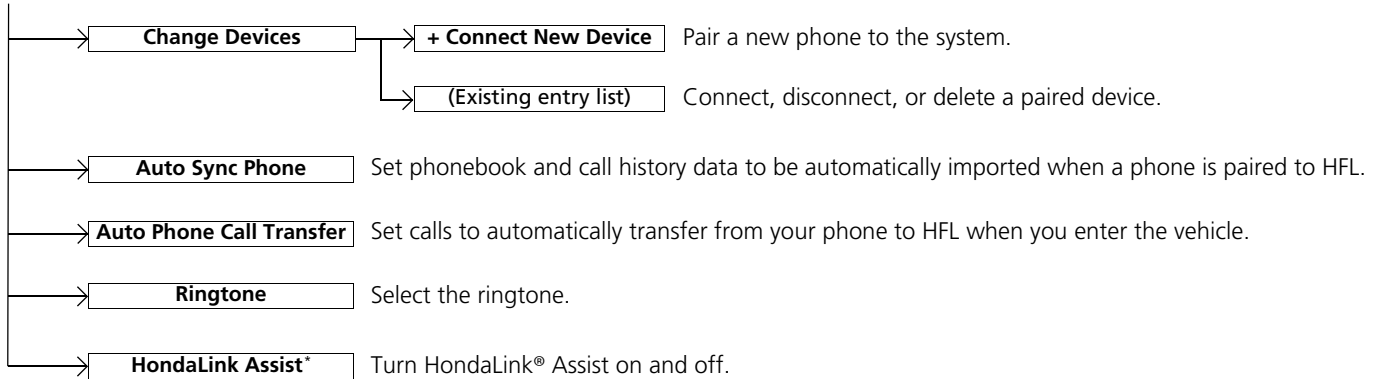 Change Devices + Connect New Device Pair a new phone to the system.
(Existing entry list) Connect, disconnect, or delete a paired device.
Auto Sync Phone Set phonebook and call history data to be automatically imported when a phone is paired to HFL.
Auto Phone Call Transfer Set calls to automatically transfer from your phone to HFL when you enter the vehicle.
Ringtone Select the ringtone.
HondaLink Assist* Turn HondaLink® Assist on and off.